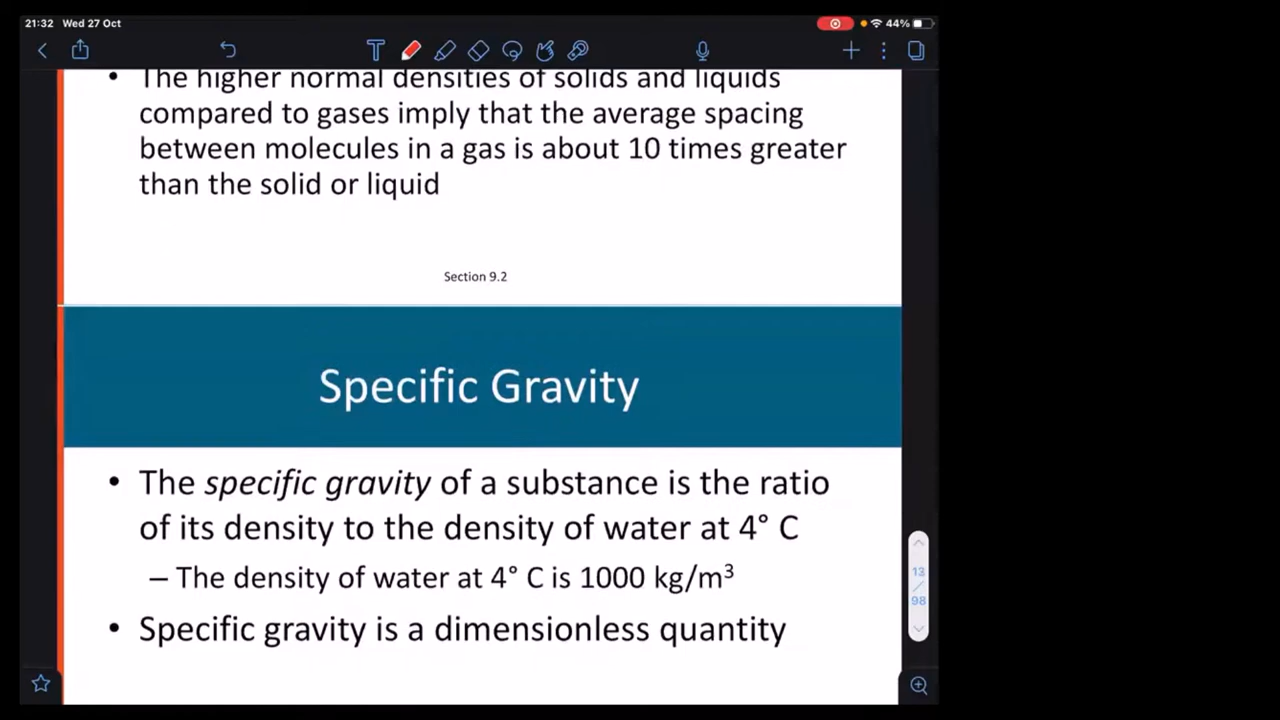 21:32 Wed 27 Oct
44%
T
• The higher normal densities of solids and liquids
compared to gases imply that the average spacing
between molecules in a gas is about 10 times greater
than the solid or liquid
Section 9.2
Specific Gravity
• The specific gravity of a substance is the ratio
of its density to the density of water at 4° C
– The density of water at 4° C is 1000 kg/m³
• Specific gravity is a dimensionless quantity
13
/
98